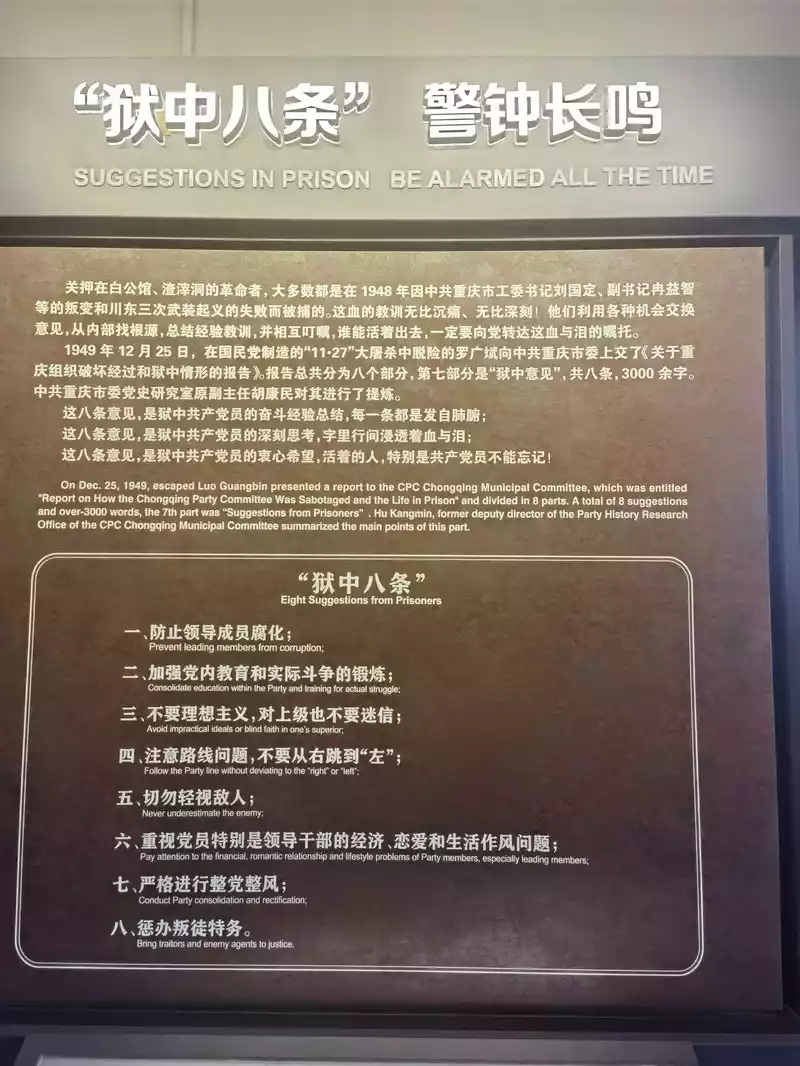 “狱中八条” 警钟长鸣
SUGGESTIONS IN PRISON BE ALARMED ALL THE TIME
关押在白公馆、渣滓洞的革命者，大多数都是在 1948 年因中共重庆市工委书记刘国定、副书记冉益智
等的叛变和川东三次武装起义的失败而被捕的。这血的教训无比沉痛、无比深刻！他们利用各种机会交换
意见，从内部找根源，总结经验教训，并相互叮嘱，谁能活着出去，一定要向党转达这血与泪的嘱托。
1949 年 12 月 25 日，在国民党制造的“11·27”大屠杀中脱险的罗广斌向中共重庆市委上交了《关于重
庆组织破坏经过和狱中情形的报告》。报告总共分为八个部分，第七部分是“狱中意见”，共八条，3000 余字。
中共重庆市委党史研究室原副主任胡康民对其进行了提炼。
这八条意见，是狱中共产党员的奋斗经验总结，每一条都是发自肺腑；
这八条意见，是狱中共产党员的深刻思考，字里行间浸透着血与泪；
这八条意见，是狱中共产党员的衷心希望，活着的人，特别是共产党员不能忘记！
On Dec. 25, 1949, escaped Luo Guangbin presented a report to the CPC Chongqing Municipal Committee, which was entitled
"Report on How the Chongqing Party Committee Was Sabotaged and the Life in Prison" and divided in 8 parts. A total of 8 suggestions
and over-3000 words, the 7th part was "Suggestions from Prisoners" . Hu Kangmin, former deputy director of the Party History Research
Office of the CPC Chongqing Municipal Committee summarized the main points of this part.
“狱中八条”
Eight Suggestions from Prisoners
一、防止领导成员腐化；
Prevent leading members from corruption;
二、加强党内教育和实际斗争的锻炼；
Consolidate education within the Party and training for actual struggle;
三、不要理想主义，对上级也不要迷信；
Avoid impractical ideals or blind faith in one's superior;
四、注意路线问题，不要从右跳到“左”；
Follow the Party line without deviating to the "right" or "left";
五、切勿轻视敌人；
Never underestimate the enemy;
六、重视党员特别是领导干部的经济、恋爱和生活作风问题；
Pay attention to the financial, romantic relationship and lifestyle problems of Party members, especially leading members;
七、严格进行整党整风；
Conduct Party consolidation and rectification;
八、惩办叛徒特务。
Bring traitors and enemy agents to justice.